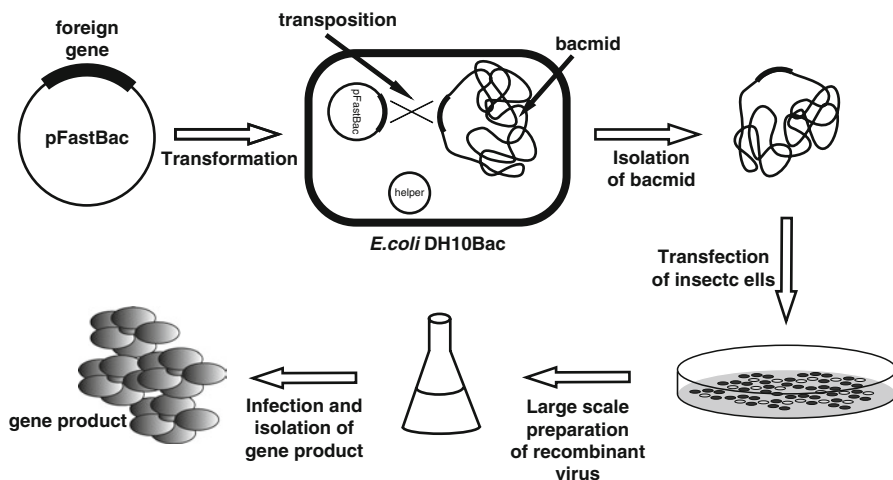 foreign
gene
pFastBac
Transformation
transposition
bacmid
pFastBac
helper
E.coli DH10Bac
Isolation
of bacmid
Transfection
of insectc ells
Large scale
preparation
of recombinant
virus
Infection and
isolation of
gene product
gene product